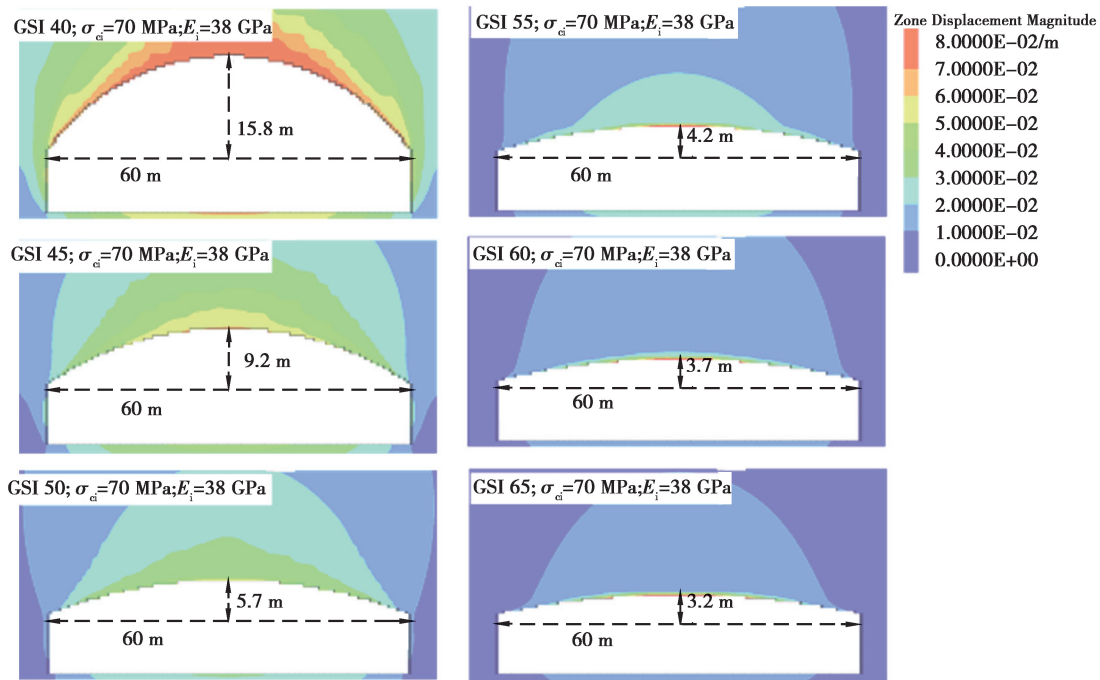 GSI 40; σci=70 MPa;Ei=38 GPa
15.8 m
60 m
GSI 45; σci=70 MPa;Ei=38 GPa
9.2 m
60 m
GSI 50; σci=70 MPa;Ei=38 GPa
5.7 m
60 m
GSI 55; σci=70 MPa;Ei=38 GPa
4.2 m
60 m
GSI 60; σci=70 MPa;Ei=38 GPa
3.7 m
60 m
GSI 65; σci=70 MPa;Ei=38 GPa
3.2 m
60 m
Zone Displacement Magnitude
8.0000E-02/m
7.0000E-02
6.0000E-02
5.0000E-02
4.0000E-02
3.0000E-02
2.0000E-02
1.0000E-02
0.0000E+00